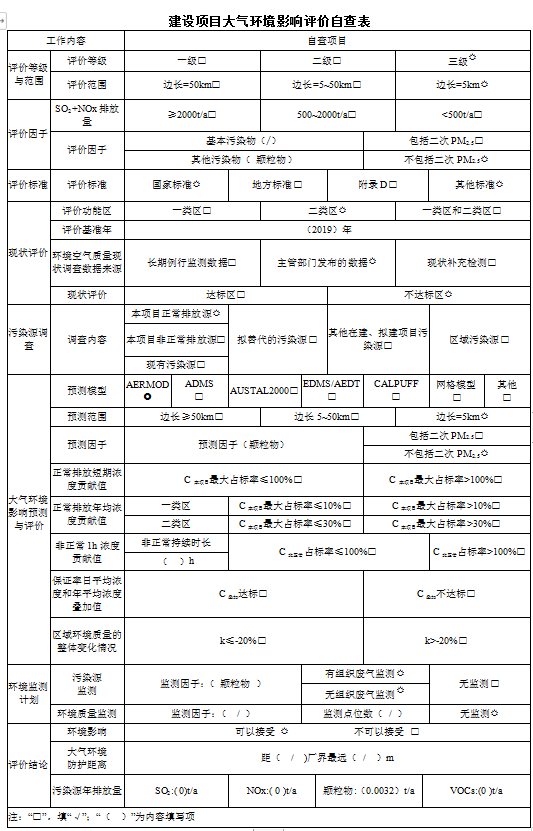 建设项目大气环境影响评价自查表
工作内容 自查项目
评价等级与范围 评价等级 一级□ 二级□ 三级☼
评价范围 边长=50km□ 边长=5~50km□ 边长=5km☼
评价因子 SO₂+NOx排放量 ≥2000t/a□ 500~2000t/a□ <500t/a□
评价因子 基本污染物（/） 包括二次PM₂.₅□
其他污染物（ 颗粒物） 不包括二次PM₂.₅☼
评价标准 评价标准 国家标准☼ 地方标准□ 附录D□ 其他标准☼
现状评价 评价功能区 一类区□ 二类区☼ 一类区和二类区□
评价基准年 （2019）年
环境空气质量现状调查数据来源 长期例行监测数据□ 主管部门发布的数据☼ 现状补充检测□
现状评价 达标区□ 不达标区☼
污染源调查 调查内容 本项目正常排放源☼ 拟替代的污染源□ 其他在建、拟建项目污染源□ 区域污染源□
本项目非正常排放源□
现有污染源□
大气环境影响预测与评价 预测模型 AERMOD ADMS□ AUSTAL2000□ EDMS/AEDT□ CALPUFF□ 网格模型□ 其他□
预测范围 边长≥50km□ 边长5~50km□ 边长=5km☼
预测因子 预测因子（颗粒物） 包括二次PM₂.₅□
不包括二次PM₂.₅☼
正常排放短期浓度贡献值 C本项目最大占标率≤100%□ C本项目最大占标率>100%□
正常排放年均浓度贡献值 一类区 C本项目最大占标率≤10%□ C本项目最大占标率>10%□
二类区 C本项目最大占标率≤30%□ C本项目最大占标率>30%□
非正常1h浓度贡献值 非正常持续时长 C非正常占标率≤100%□ C非正常占标率>100%□
（ ）h
保证率日平均浓度和年平均浓度叠加值 C叠加达标□ C叠加不达标□
区域环境质量的整体变化情况 k≤-20%□ k>-20%□
环境监测计划 污染源监测 监测因子：（ 颗粒物 ） 有组织废气监测☼ 无监测□
无组织废气监测☼
环境质量监测 监测因子：（ / ） 监测点位数（ / ） 无监测☼
评价结论 环境影响 可以接受 ☼ 不可以接受 □
大气环境防护距离 距（ / ）厂界最远（ / ）m
污染源年排放量 SO₂:( 0)t/a NOx:( 0 )t/a 颗粒物:（0.0032）t/a VOCs:(0 )t/a
注：“□”，填“√”；“（ ）”为内容填写项